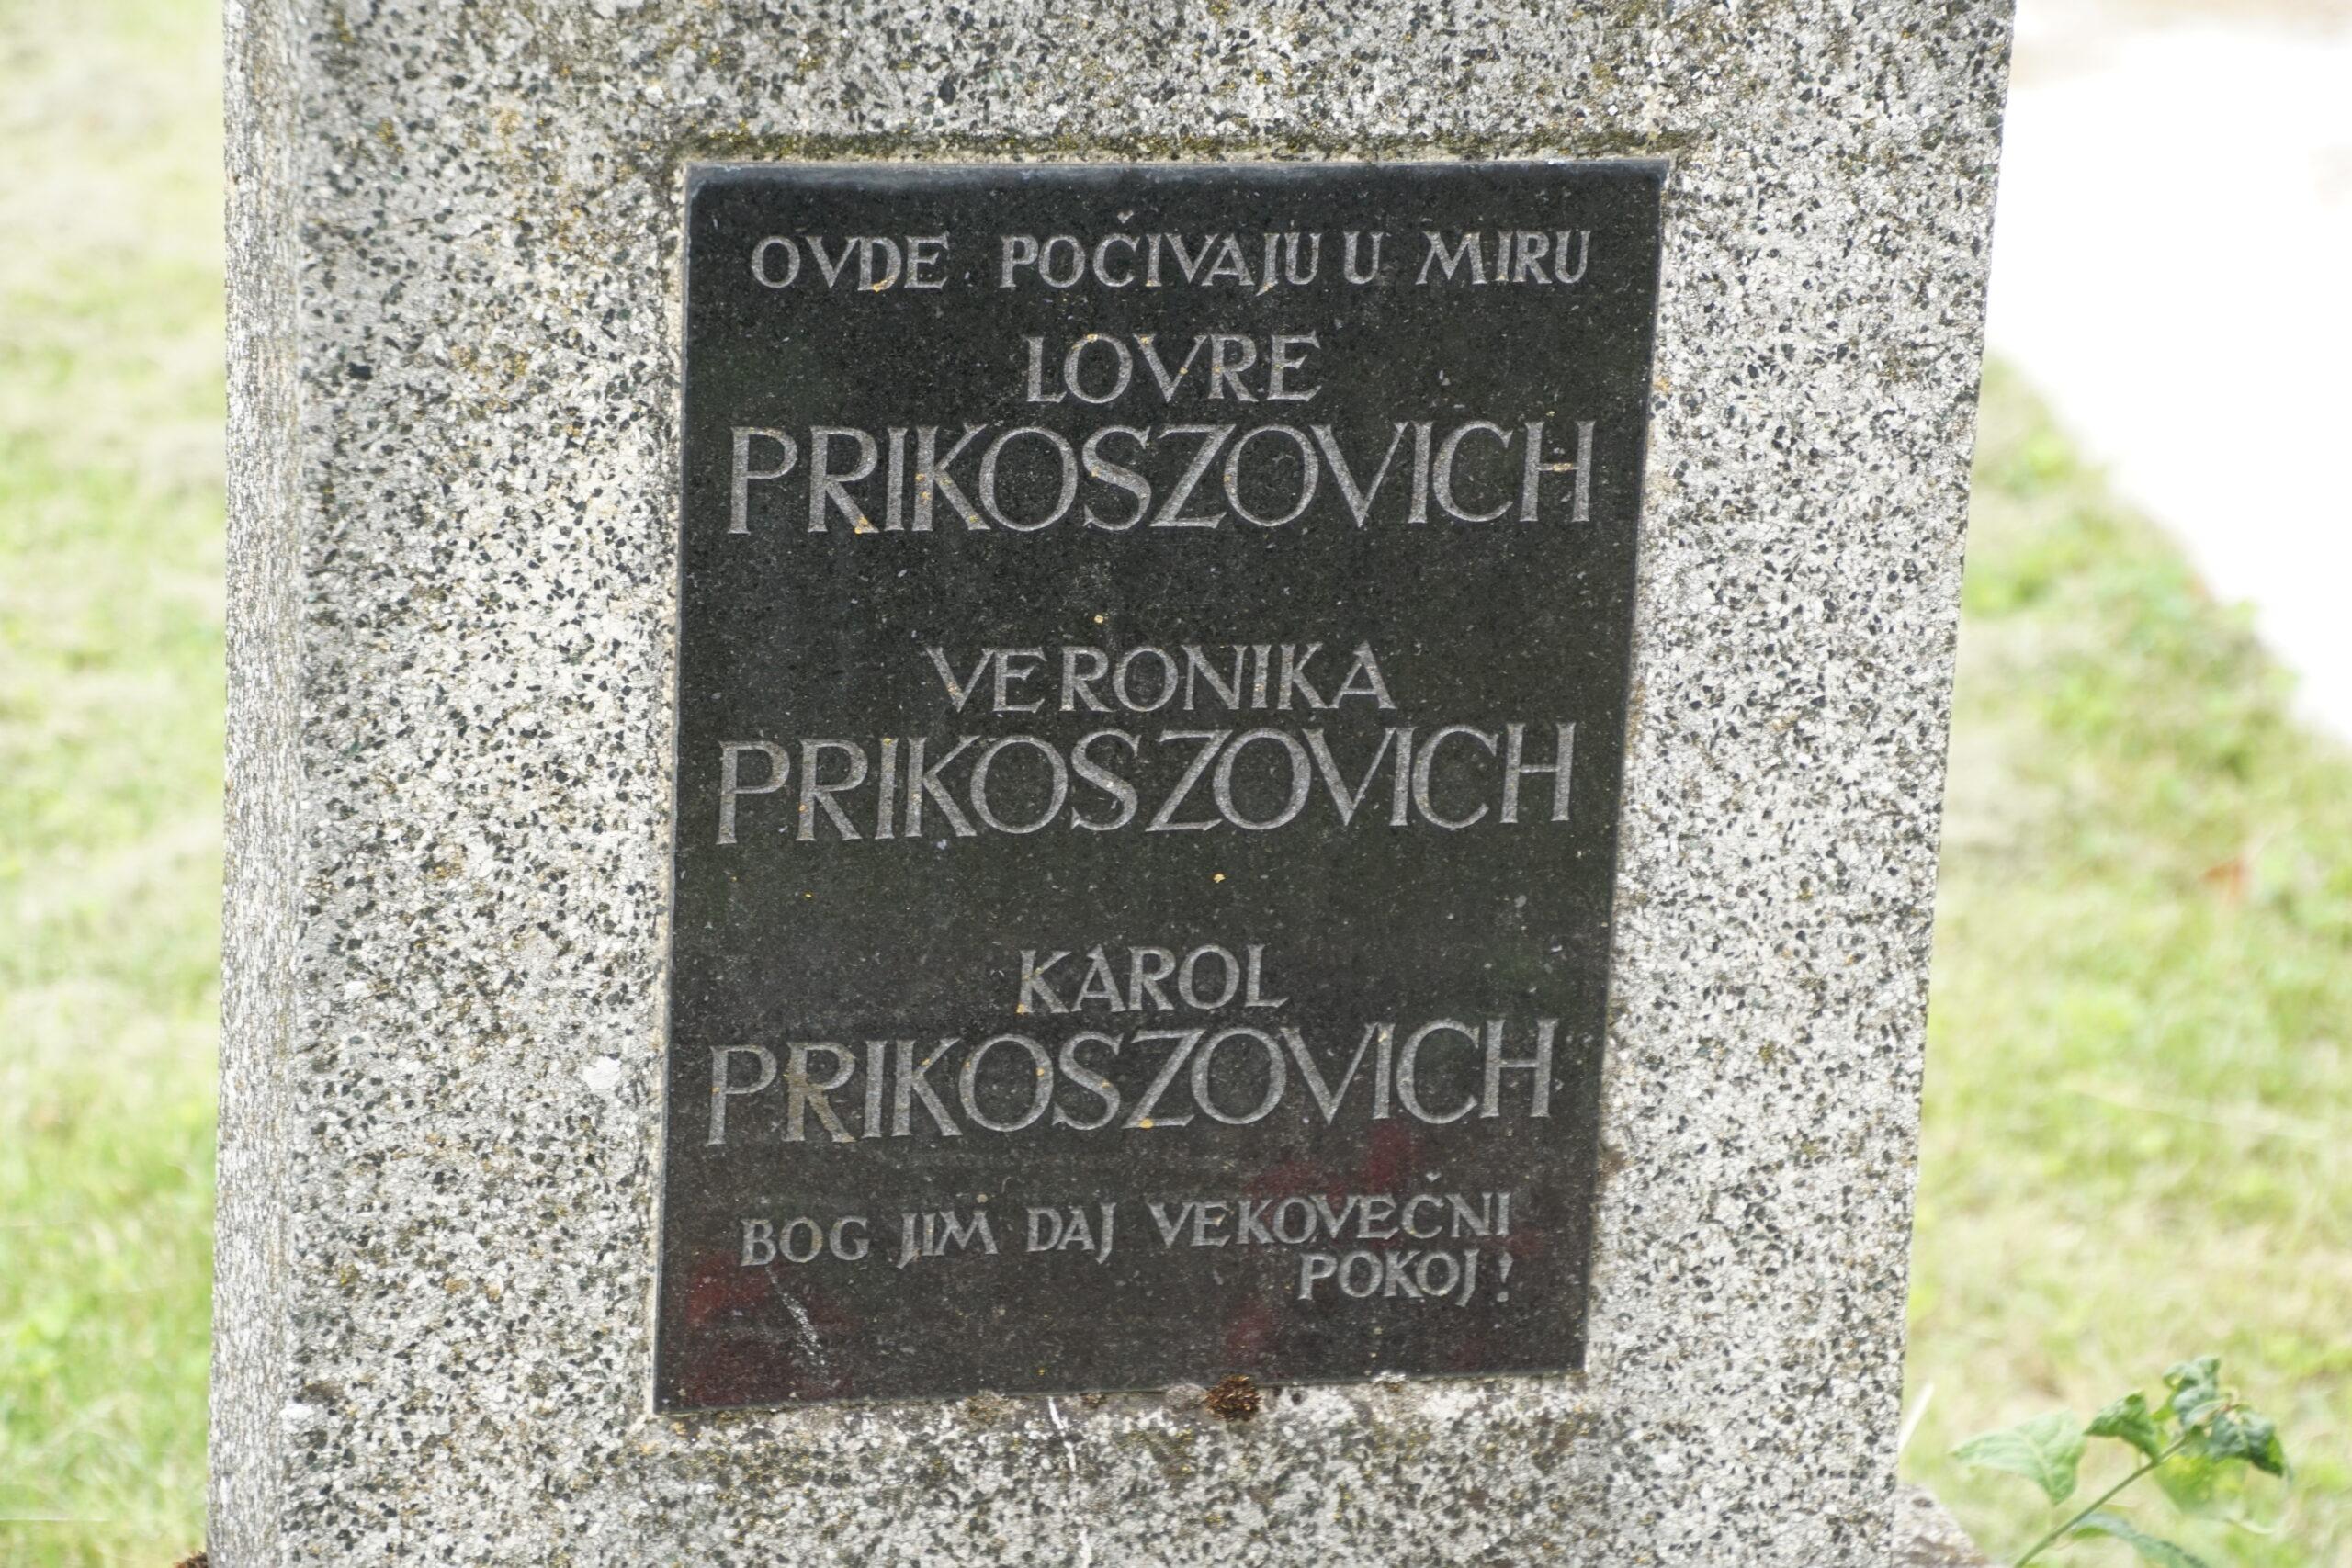 OVDE POČIVAJU U MIRU
LOVRE
PRIKOSZOVICH
VERONIKA
PRIKOSZOVICH
KAROL
PRIKOSZOVICH
BOG JIM DAJ VEKOVEČNI
POKOJ!